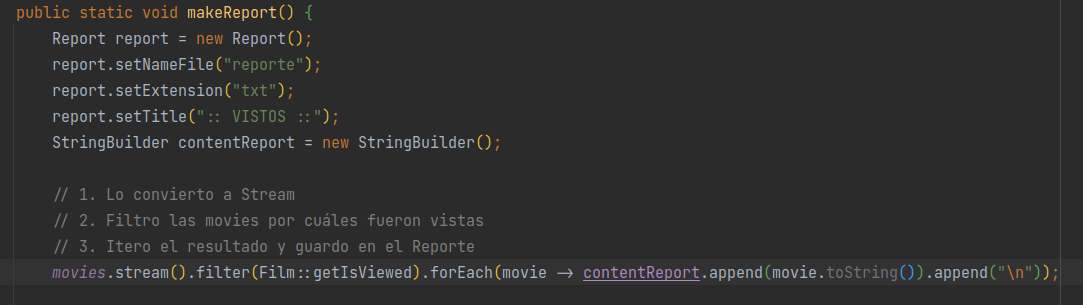 public static void makeReport() {
    Report report = new Report();
    report.setNameFile("reporte");
    report.setExtension("txt");
    report.setTitle(":: VISTOS ::");
    StringBuilder contentReport = new StringBuilder();

    // 1. Lo convierto a Stream
    // 2. Filtro las movies por cuáles fueron vistas
    // 3. Itero el resultado y guardo en el Reporte
    movies.stream().filter(Film::getIsViewed).forEach(movie -> contentReport.append(movie.toString()).append("\n"));